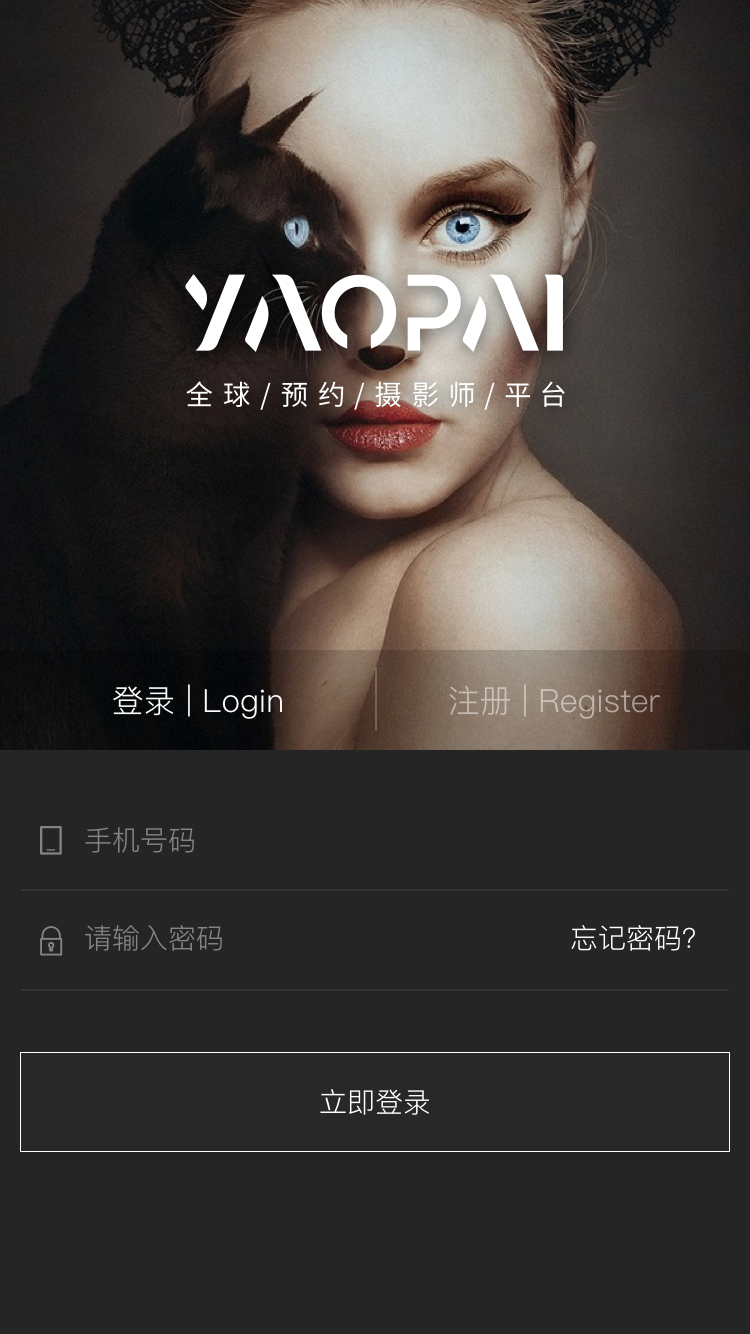 YAOPAI
全球/预约/摄影师/平台
登录 | Login
注册 | Register
手机号码
请输入密码
忘记密码？
立即登录